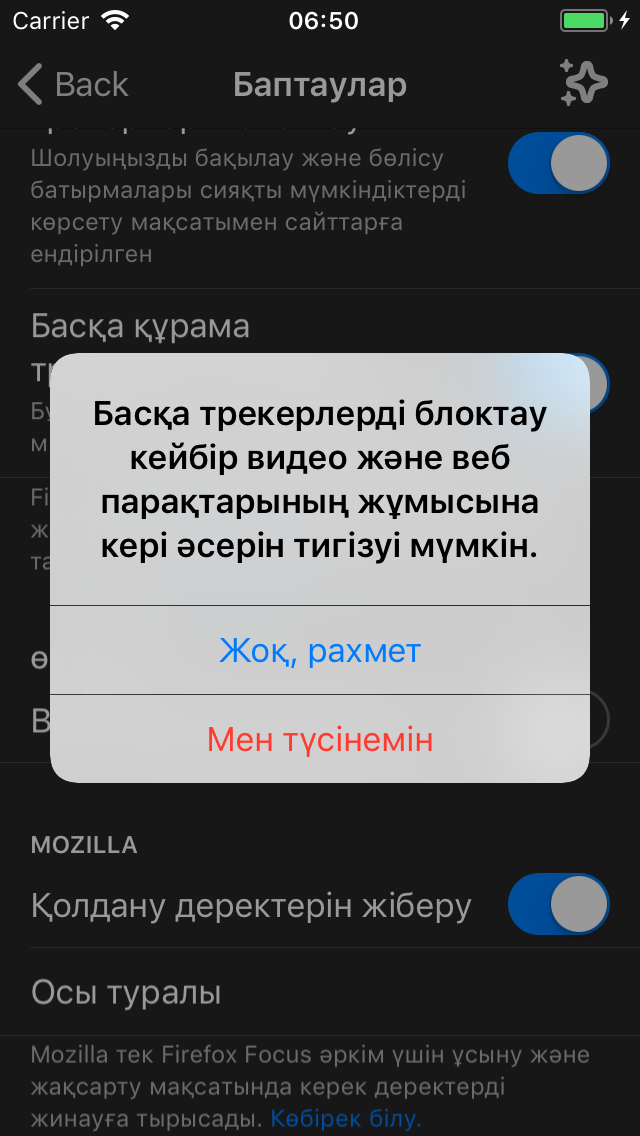 Carrier
06:50
Back
Баптаулар
Шолуыңызды бақылау және бөлісу
батырмалары сияқты мүмкіндіктерді
көрсету мақсатымен сайттарға
ендірілген
Басқа құрама
Басқа трекерлерді блоктау
кейбір видео және веб
парақтарының жұмысына
кері әсерін тигізуі мүмкін.
Жоқ, рахмет
Мен түсінемін
MOZILLA
Қолдану деректерін жіберу
Осы туралы
Mozilla тек Firefox Focus әркім үшін ұсыну және
жақсарту мақсатында керек деректерді
жинауға тырысады. Көбірек білу.